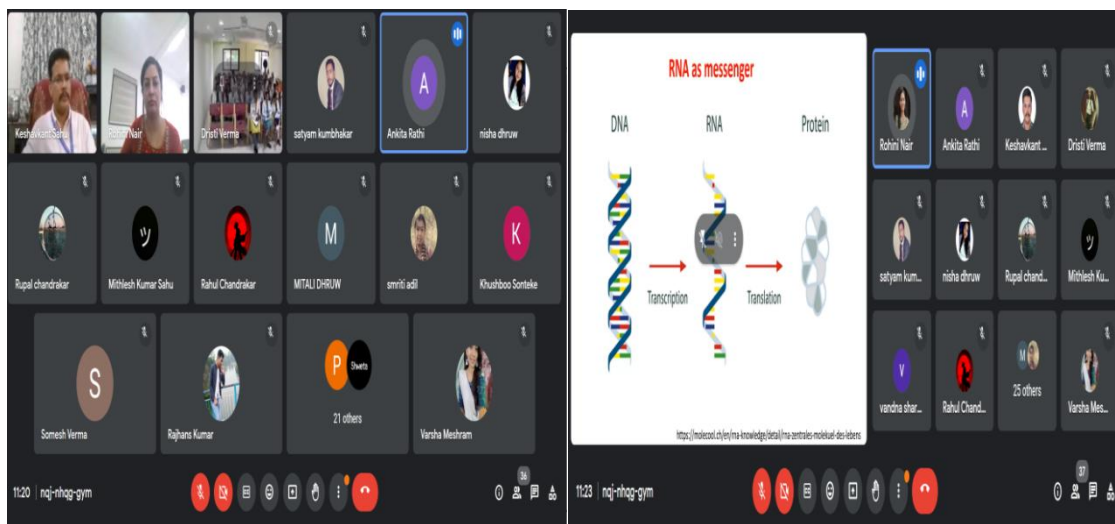 Keshavkant Sahu
Rohini Nair
Dristi Verma
satyam kumbhakar
A
Ankita Rathi
nisha dhruw
Rupal chandrakar
ツ
Mithlesh Kumar Sahu
Rahul Chandrakar
M
MITALI DHRUW
smriti adil
K
Khushboo Sonteke
S
Somesh Verma
Rajhans Kumar
P
Shweta
21 others
Varsha Meshram
11:20 | nqj-nhqg-gym
36
RNA as messenger
DNA
RNA
Protein
Transcription
Translation
https://molecool.ch/en/rna-knowledge/detail/rna-zentrales-molekuel-des-lebens
Rohini Nair
A
Ankita Rathi
Keshavkant ...
Dristi Verma
satyam kum...
nisha dhruw
Rupal chand...
ツ
Mithlesh Ku...
V
vandna shar...
Rahul Chand...
M
25 others
Varsha Mes...
11:23 | nqj-nhqg-gym
37